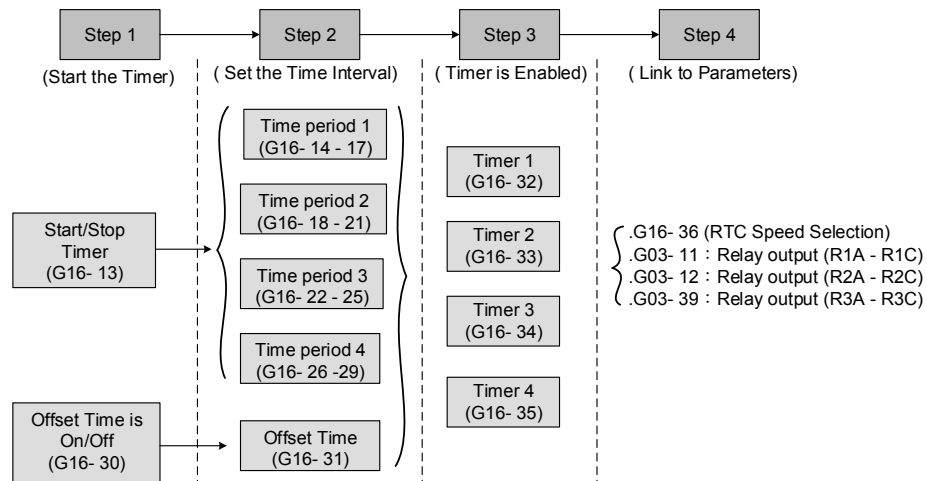 Step 1
Step 2
Step 3
Step 4
(Start the Timer)
( Set the Time Interval)
( Timer is Enabled)
( Link to Parameters)
Start/Stop
Timer
(G16- 13)
Offset Time is
On/Off
(G16- 30)
Time period 1
(G16- 14 - 17)
Time period 2
(G16- 18 - 21)
Time period 3
(G16- 22 - 25)
Time period 4
(G16- 26 -29)
Offset Time
(G16- 31)
Timer 1
(G16- 32)
Timer 2
(G16- 33)
Timer 3
(G16- 34)
Timer 4
(G16- 35)
.G16- 36 (RTC Speed Selection)
.G03- 11：Relay output (R1A - R1C)
.G03- 12：Relay output (R2A - R2C)
.G03- 39：Relay output (R3A - R3C)